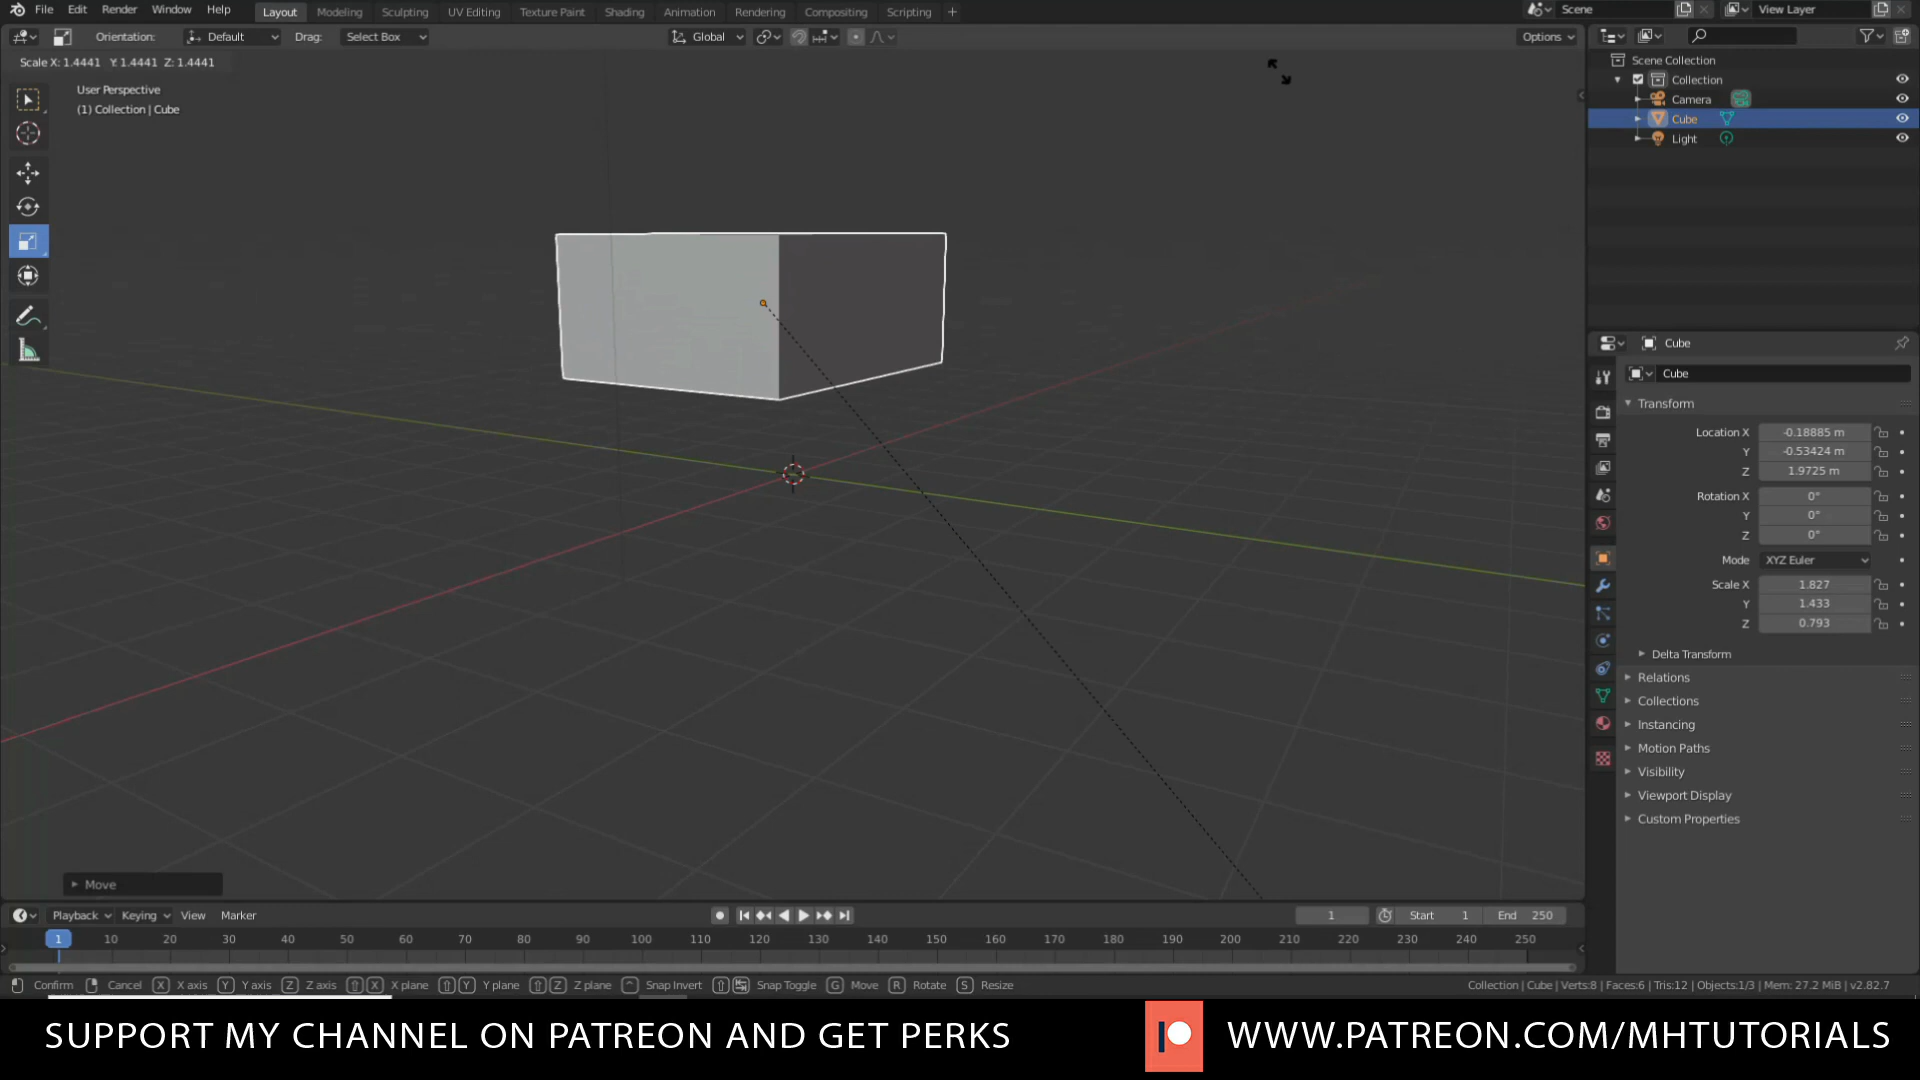 File Edit Render Window Help Layout Modeling Sculpting UV Editing Texture Paint Shading Animation Rendering Compositing Scripting + Scene View Layer
Orientation: Default Drag: Select Box Global Options
Scale X: 1.4441 Y: 1.4441 Z: 1.4441
User Perspective
(1) Collection | Cube
Scene Collection
Collection
Camera
Cube
Light
Cube
Cube
Transform
Location X -0.18885 m
Y -0.53424 m
Z 1.9725 m
Rotation X 0°
Y 0°
Z 0°
Mode XYZ Euler
Scale X 1.827
Y 1.433
Z 0.793
Delta Transform
Relations
Collections
Instancing
Motion Paths
Visibility
Viewport Display
Custom Properties
Move
Playback Keying View Marker 1 Start 1 End 250
1 10 20 30 40 50 60 70 80 90 100 110 120 130 140 150 160 170 180 190 200 210 220 230 240 250
Confirm Cancel X X axis Y Y axis Z Z axis X X plane Y Y plane Z Z plane Snap Invert Snap Toggle G Move R Rotate S Resize Collection | Cube | Verts:8 | Faces:6 | Tris:12 | Objects:1/3 | Mem: 27.2 MiB | v2.82.7
SUPPORT MY CHANNEL ON PATREON AND GET PERKS WWW.PATREON.COM/MHTUTORIALS